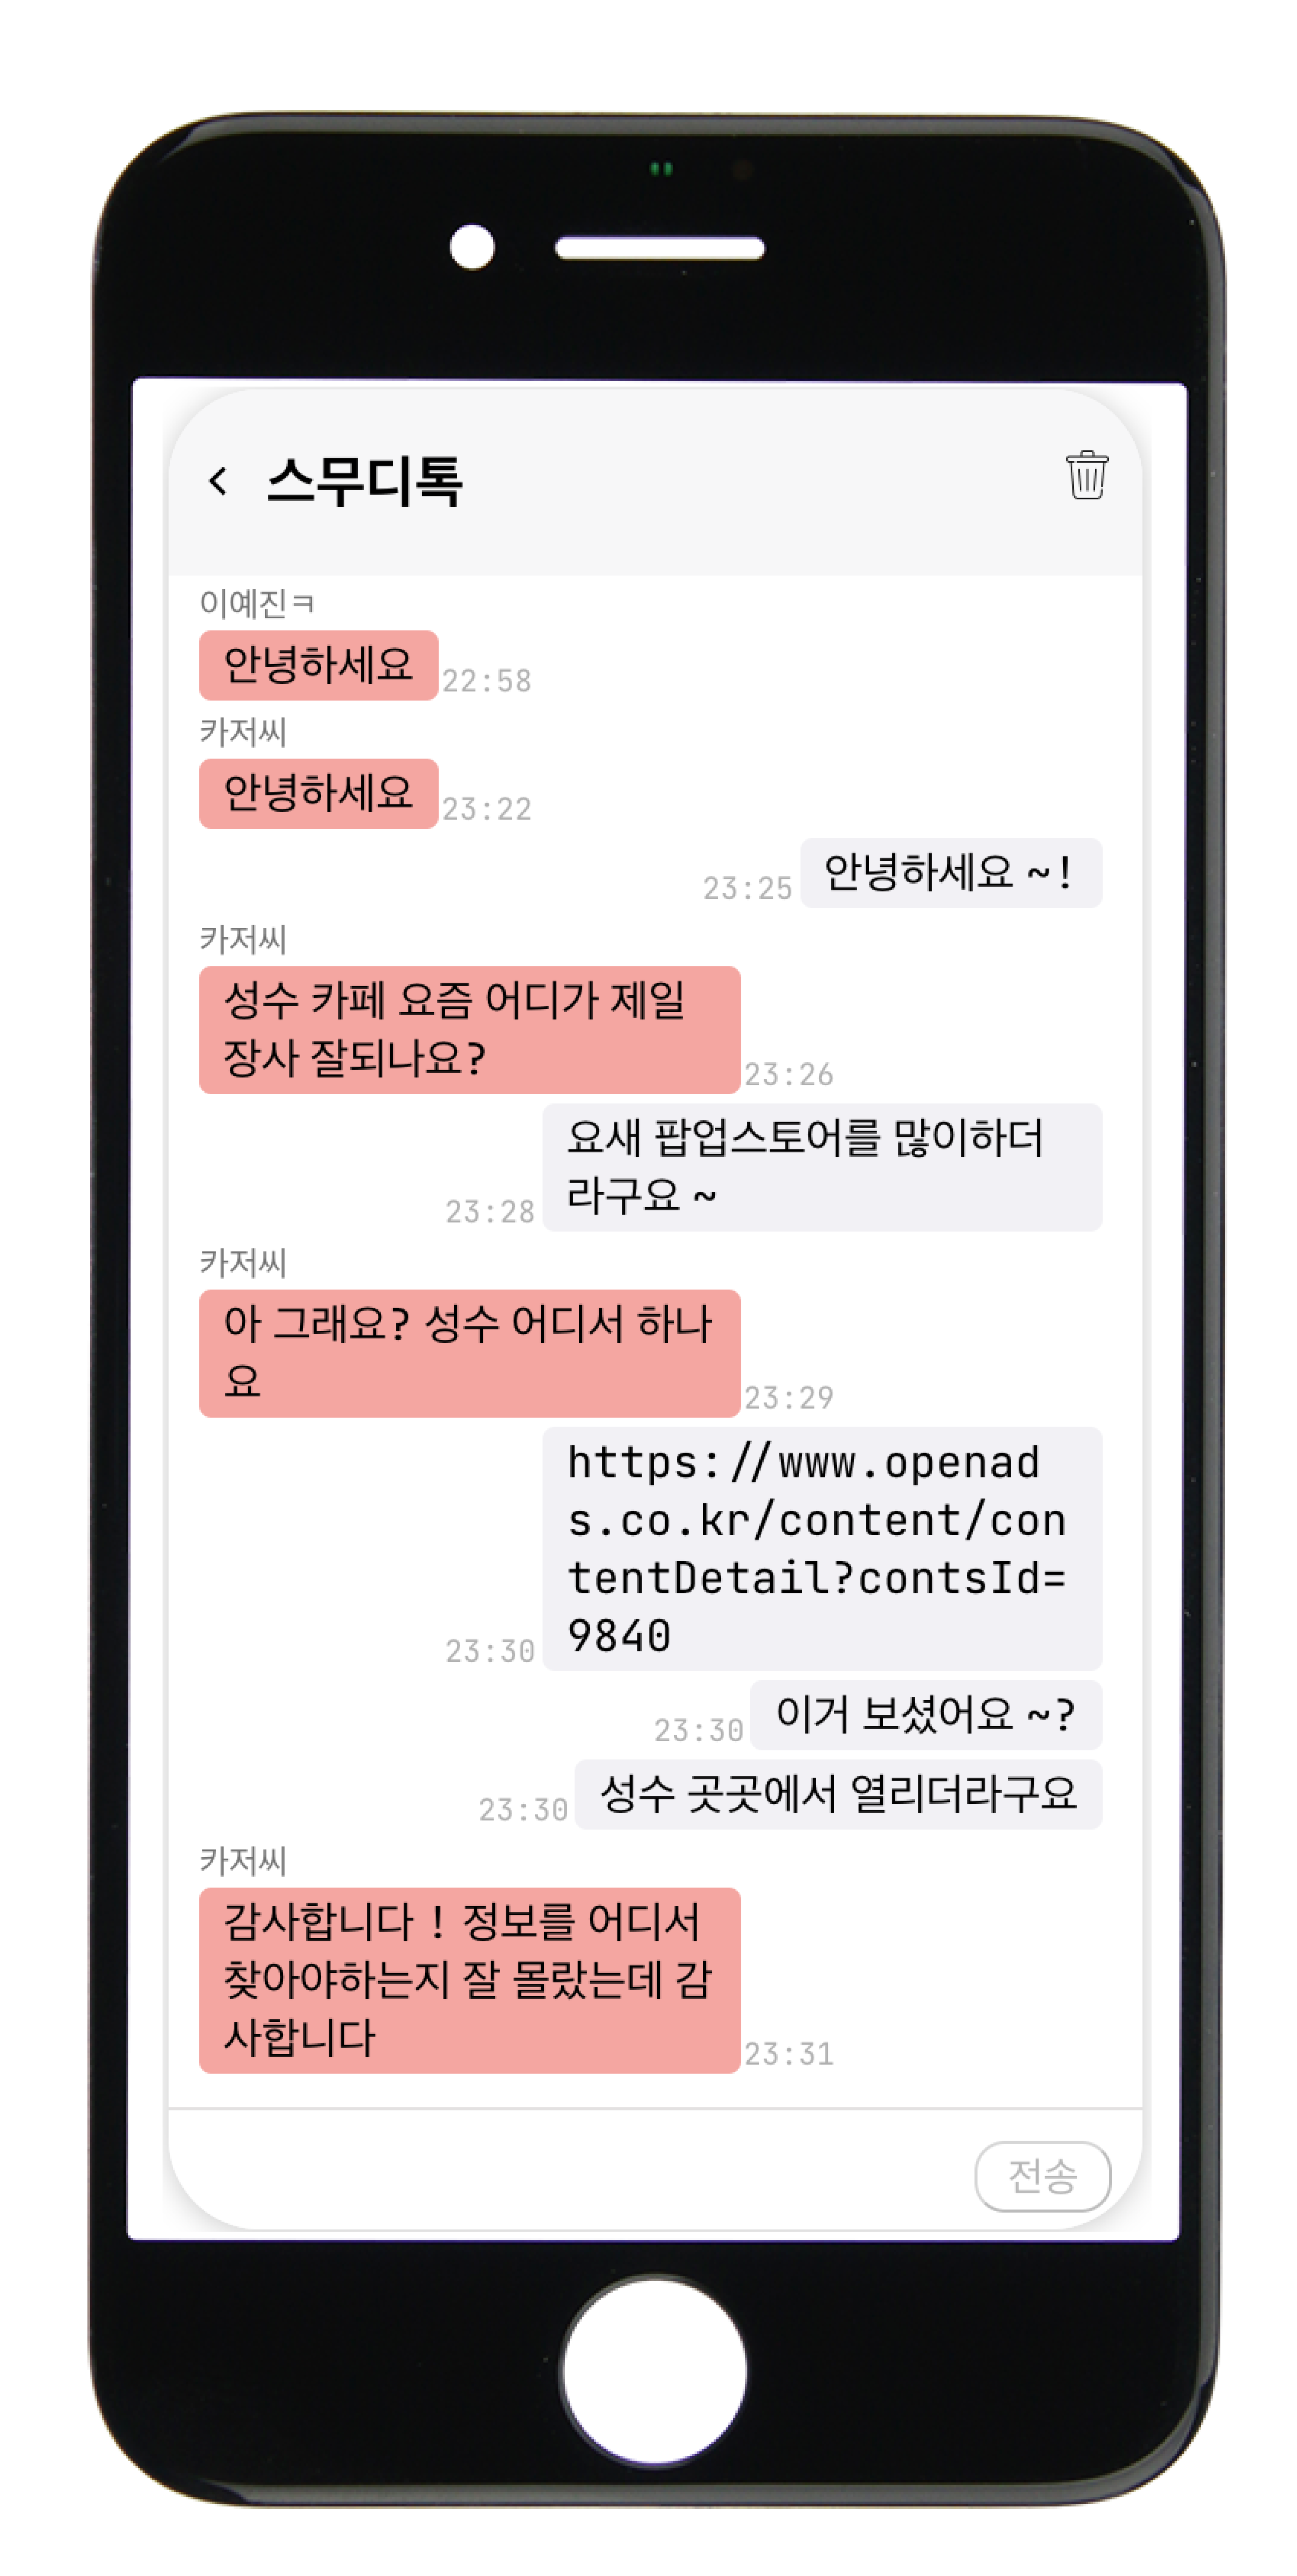 스무디톡
이예진ㅋ
안녕하세요
22:58
카저씨
안녕하세요
23:22
안녕하세요 ~!
23:25
카저씨
성수 카페 요즘 어디가 제일
장사 잘되나요?
23:26
요새 팝업스토어를 많이하더
라구요 ~
23:28
카저씨
아 그래요? 성수 어디서 하나
요
23:29
https://www.openad
s.co.kr/content/con
tentDetail?contsId=
9840
23:30
이거 보셨어요 ~?
23:30
성수 곳곳에서 열리더라구요
23:30
카저씨
감사합니다 ! 정보를 어디서
찾아야하는지 잘 몰랐는데 감
사합니다
23:31
전송